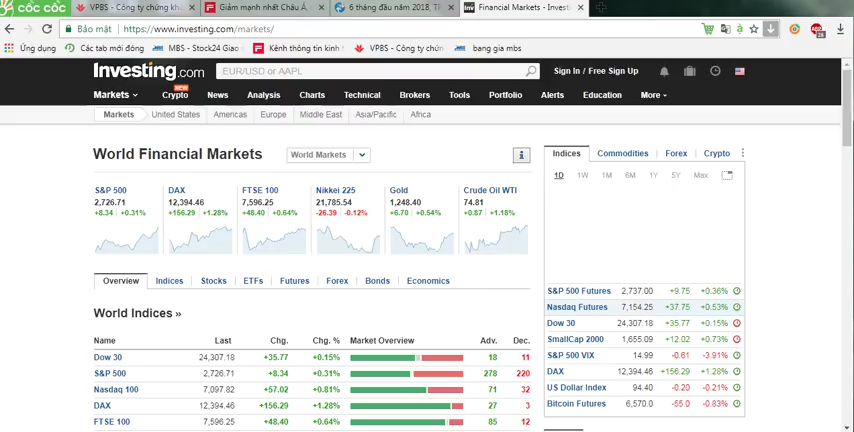 cốc cốc
VPBS - Công ty chứng kho
Giảm mạnh nhất Châu Á,
6 tháng đầu năm 2018, TP
Financial Markets - Investi
Bảo mật https://www.investing.com/markets/
Ứng dụng
Các tab mới đóng
MBS - Stock24 Giao
Kênh thông tin kinh t
VPBS - Công ty chứng
bang gia mbs
Investing.com
EUR/USD or AAPL
Sign In / Free Sign Up
NEW
Markets Crypto News Analysis Charts Technical Brokers Tools Portfolio Alerts Education More
Markets United States Americas Europe Middle East Asia/Pacific Africa
World Financial Markets
World Markets
i
S&P 500
2,726.71
+8.34 +0.31%
DAX
12,394.46
+156.29 +1.28%
FTSE 100
7,596.25
+48.40 +0.64%
Nikkei 225
21,785.54
-26.39 -0.12%
Gold
1,248.40
+6.70 +0.54%
Crude Oil WTI
74.81
+0.87 +1.18%
Overview Indices Stocks ETFs Futures Forex Bonds Economics
World Indices »
Name Last Chg. Chg. % Market Overview Adv. Dec.
Dow 30 24,307.18 +35.77 +0.15% 18 11
S&P 500 2,726.71 +8.34 +0.31% 278 220
Nasdaq 100 7,097.82 +57.02 +0.81% 71 32
DAX 12,394.46 +156.29 +1.28% 27 3
FTSE 100 7,596.25 +48.40 +0.64% 85 12
Indices Commodities Forex Crypto
1D 1W 1M 6M 1Y 5Y Max
S&P 500 Futures 2,737.00 +9.75 +0.36%
Nasdaq Futures 7,154.25 +37.75 +0.53%
Dow 30 24,307.18 +35.77 +0.15%
SmallCap 2000 1,655.09 +12.02 +0.73%
S&P 500 VIX 14.99 -0.61 -3.91%
DAX 12,394.46 +156.29 +1.28%
US Dollar Index 94.40 -0.20 -0.21%
Bitcoin Futures 6,570.0 -55.0 -0.83%